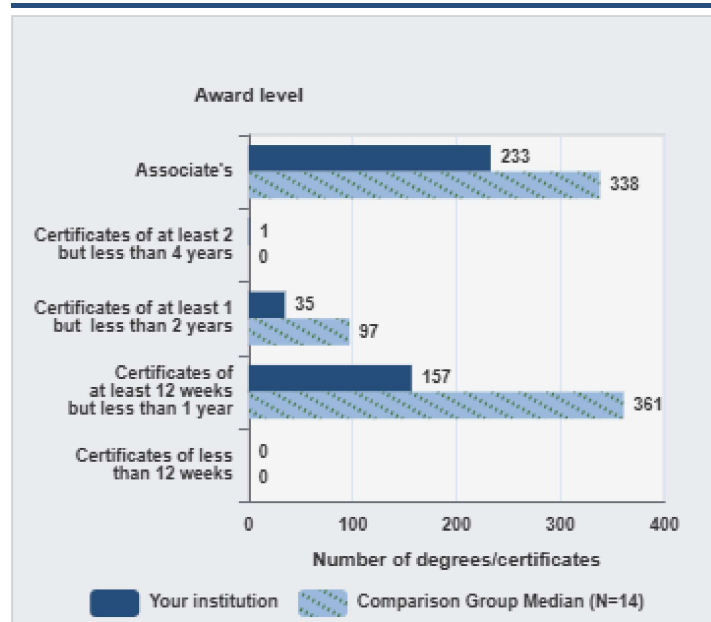 Award level
Associate's
233
338
Certificates of at least 2
but less than 4 years
1
0
Certificates of at least 1
but less than 2 years
35
97
Certificates of
at least 12 weeks
but less than 1 year
157
361
Certificates of less
than 12 weeks
0
0
0 100 200 300 400
Number of degrees/certificates
Your institution Comparison Group Median (N=14)